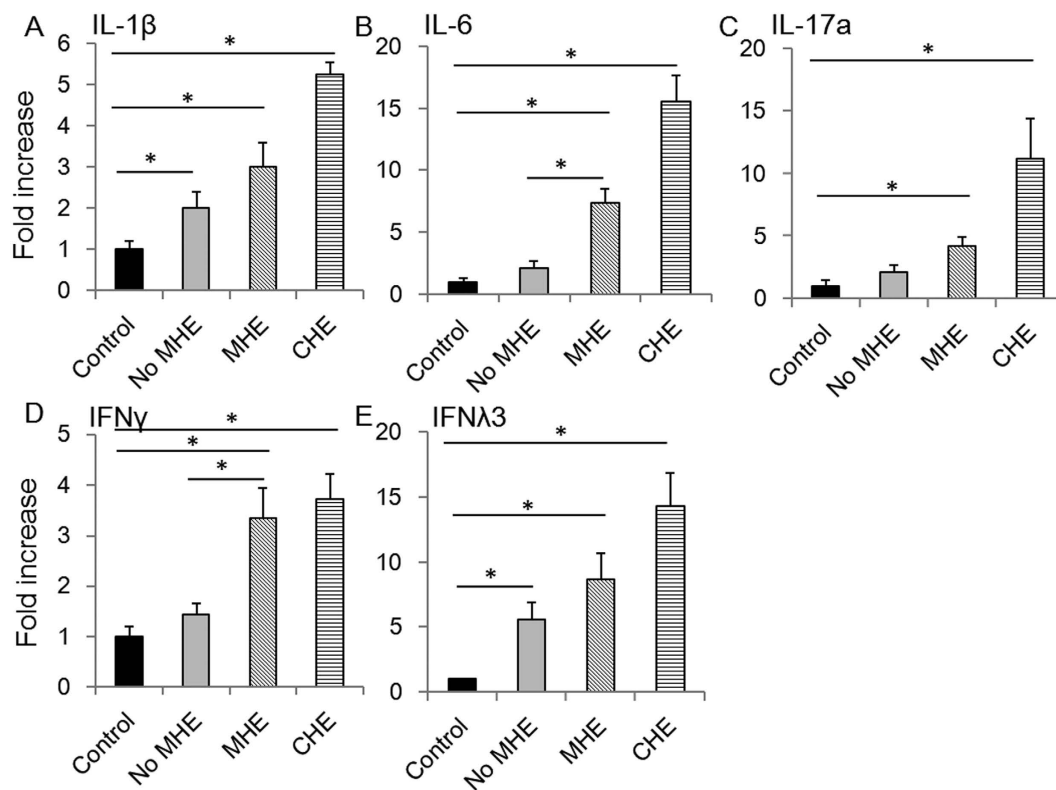 A IL-1β
Fold increase
6
5
4
3
2
1
0
*
*
*
Control
No MHE
MHE
CHE
B IL-6
20
15
10
5
0
*
*
*
Control
No MHE
MHE
CHE
C IL-17a
20
15
10
5
0
*
*
Control
No MHE
MHE
CHE
D IFNγ
Fold increase
5
4
3
2
1
0
*
*
*
Control
No MHE
MHE
CHE
E IFNλ3
20
15
10
5
0
*
*
*
Control
No MHE
MHE
CHE